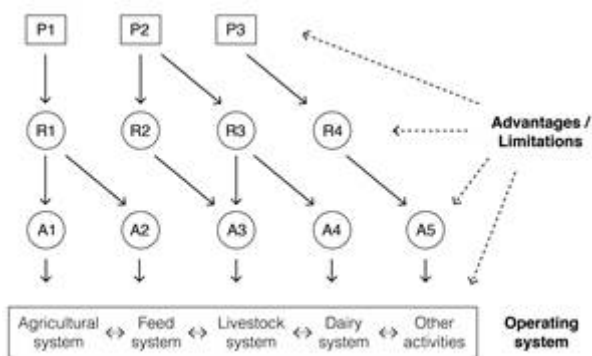 P1 P2 P3
R1 R2 R3 R4
Advantages /
Limitations
A1 A2 A3 A4 A5
Agricultural Feed Livestock Dairy Other
system system system system activities
Operating
system